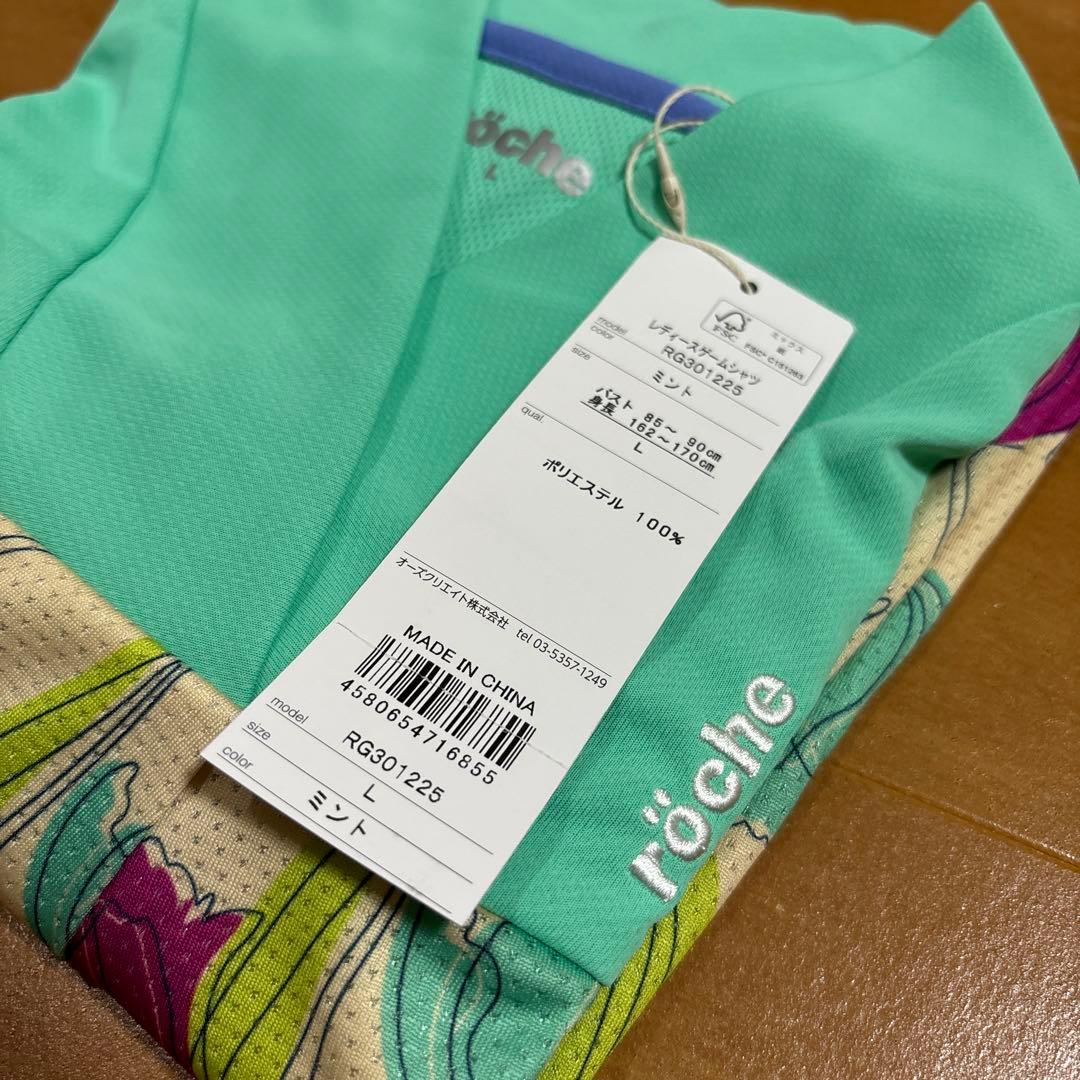 röche
L
FSC
ミックス
紙
FSC® C151263
model レディースゲームシャツ
RG301225
color ミント
size バスト 85～ 90cm
身長 162～170cm
L
qual. ポリエステル 100%
オーズクリエイト株式会社 tel 03-5357-1249
MADE IN CHINA
4580654716855
model RG301225
size L
color ミント
röche